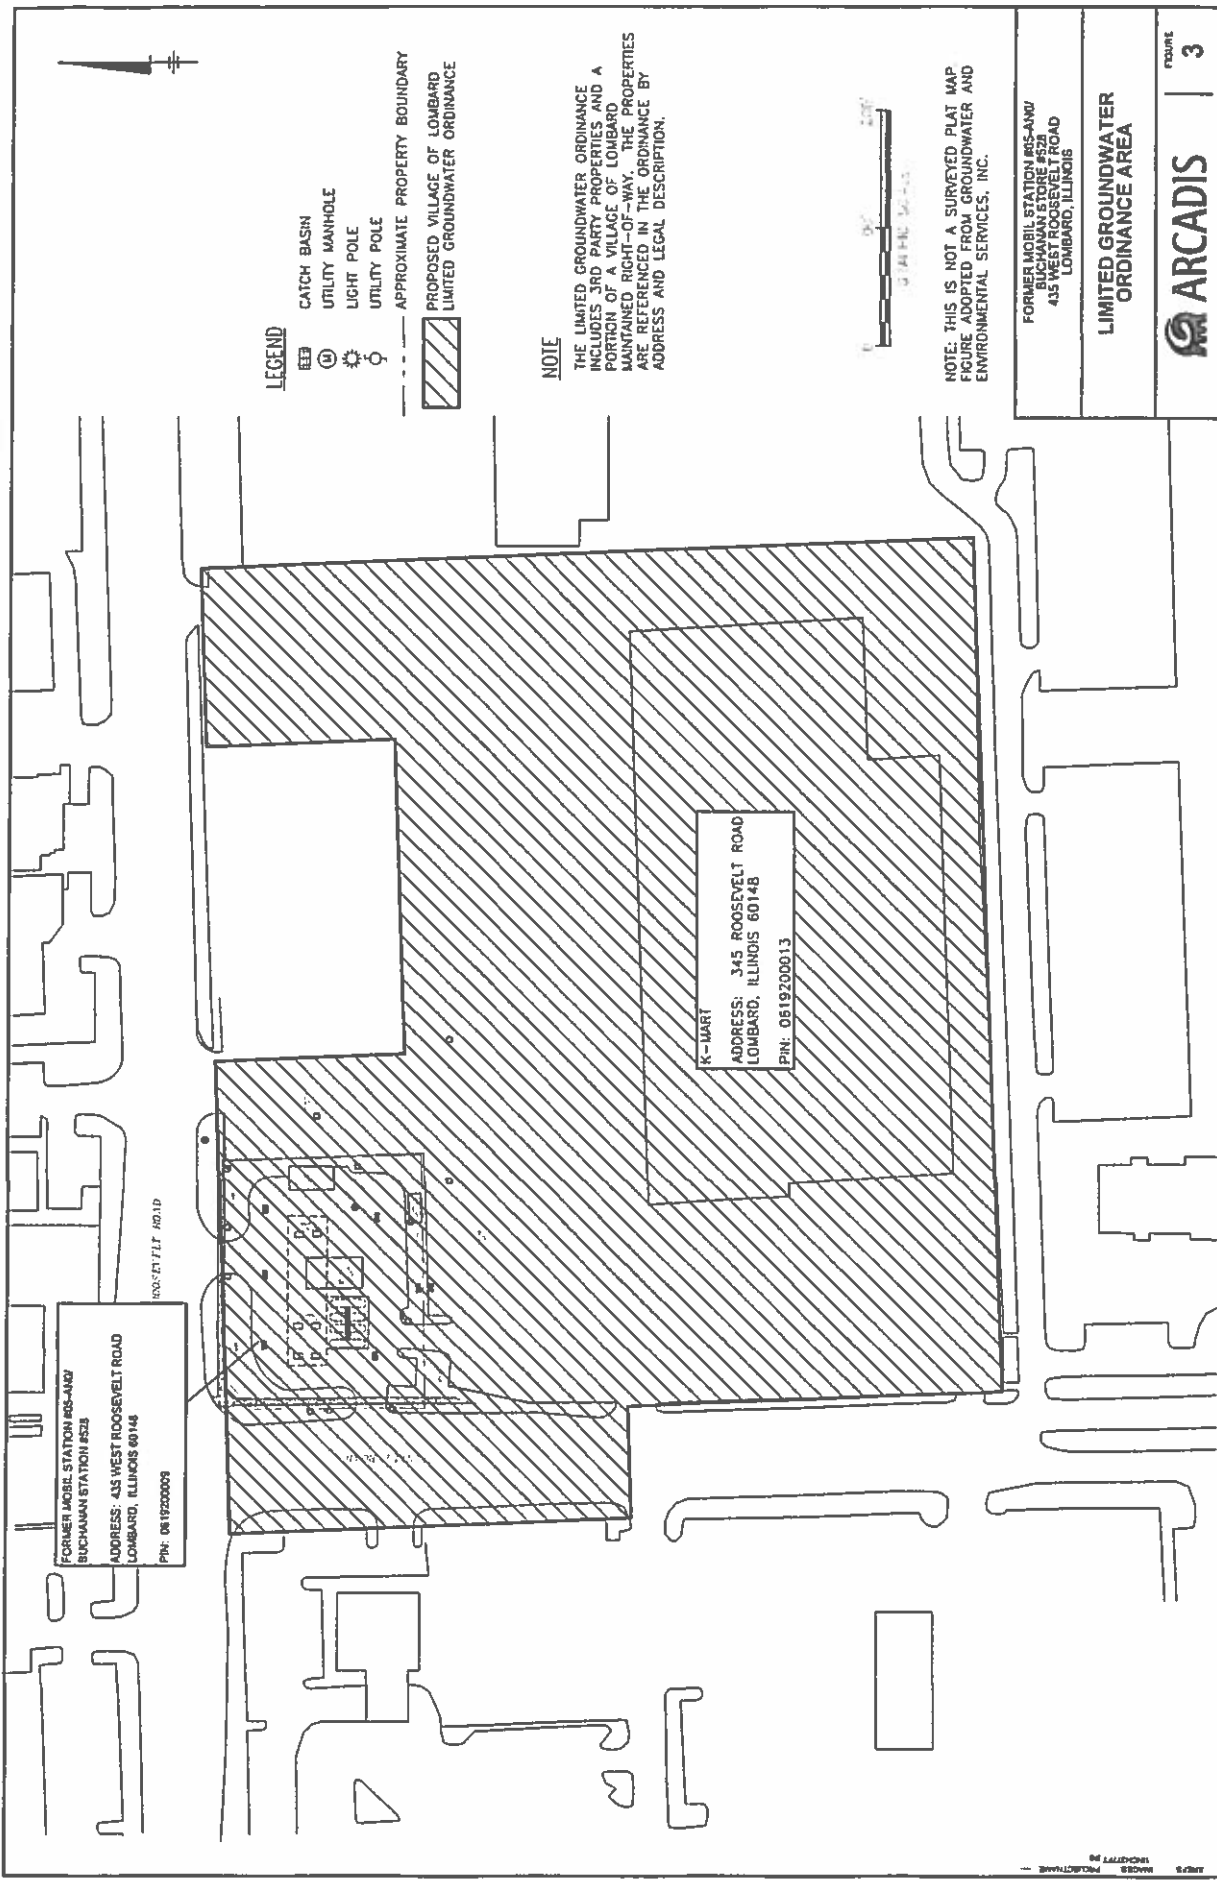 FORMER MOBIL STATION #05-ANG/
BUCHANAN STATION #528
ADDRESS: 435 WEST ROOSEVELT ROAD
LOMBARD, ILLINOIS 60148
PIN: 0619200009
ROOSEVELT ROAD
K-MART
ADDRESS: 345 ROOSEVELT ROAD
LOMBARD, ILLINOIS 60148
PIN: 0619200013
LEGEND
CATCH BASIN
M UTILITY MANHOLE
LIGHT POLE
UTILITY POLE
APPROXIMATE PROPERTY BOUNDARY
PROPOSED VILLAGE OF LOMBARD
LIMITED GROUNDWATER ORDINANCE
NOTE
THE LIMITED GROUNDWATER ORDINANCE
INCLUDES 3RD PARTY PROPERTIES AND A
PORTION OF A VILLAGE OF LOMBARD
MAINTAINED RIGHT-OF-WAY. THE PROPERTIES
ARE REFERENCED IN THE ORDINANCE BY
ADDRESS AND LEGAL DESCRIPTION.
0
NOTE: THIS IS NOT A SURVEYED PLAT MAP.
FIGURE ADOPTED FROM GROUNDWATER AND
ENVIRONMENTAL SERVICES, INC.
FORMER MOBIL STATION #05-ANG/
BUCHANAN STORE #528
435 WEST ROOSEVELT ROAD
LOMBARD, ILLINOIS
LIMITED GROUNDWATER
ORDINANCE AREA
ARCADIS
FIGURE
3
XREFS IMAGES PROJECTNAME